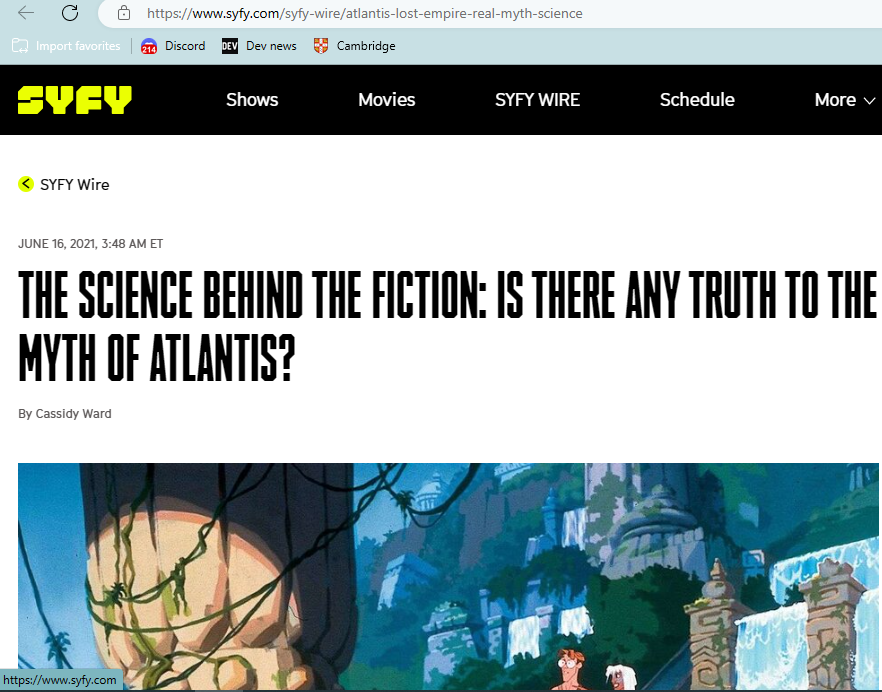 https://www.syfy.com/syfy-wire/atlantis-lost-empire-real-myth-science
Import favorites 214 Discord DEV Dev news Cambridge
SYFY Shows Movies SYFY WIRE Schedule More
SYFY Wire
JUNE 16, 2021, 3:48 AM ET
THE SCIENCE BEHIND THE FICTION: IS THERE ANY TRUTH TO THE
MYTH OF ATLANTIS?
By Cassidy Ward
https://www.syfy.com